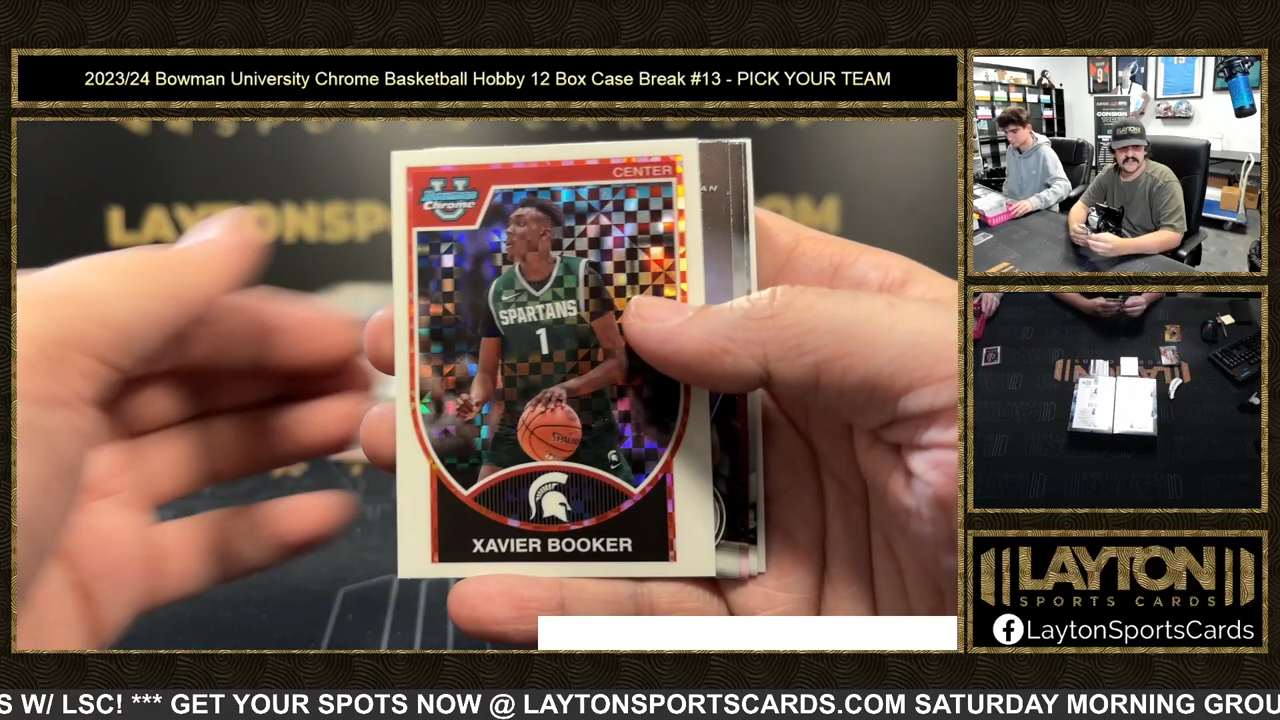 2023/24 Bowman University Chrome Basketball Hobby 12 Box Case Break #13 - PICK YOUR TEAM
CENTER
U
Bowman
Chrome
SPARTANS
1
XAVIER BOOKER
LAYTON
SPORTS CARDS
LaytonSportsCards
S W/ LSC! *** GET YOUR SPOTS NOW @ LAYTONSPORTSCARDS.COM SATURDAY MORNING GROU